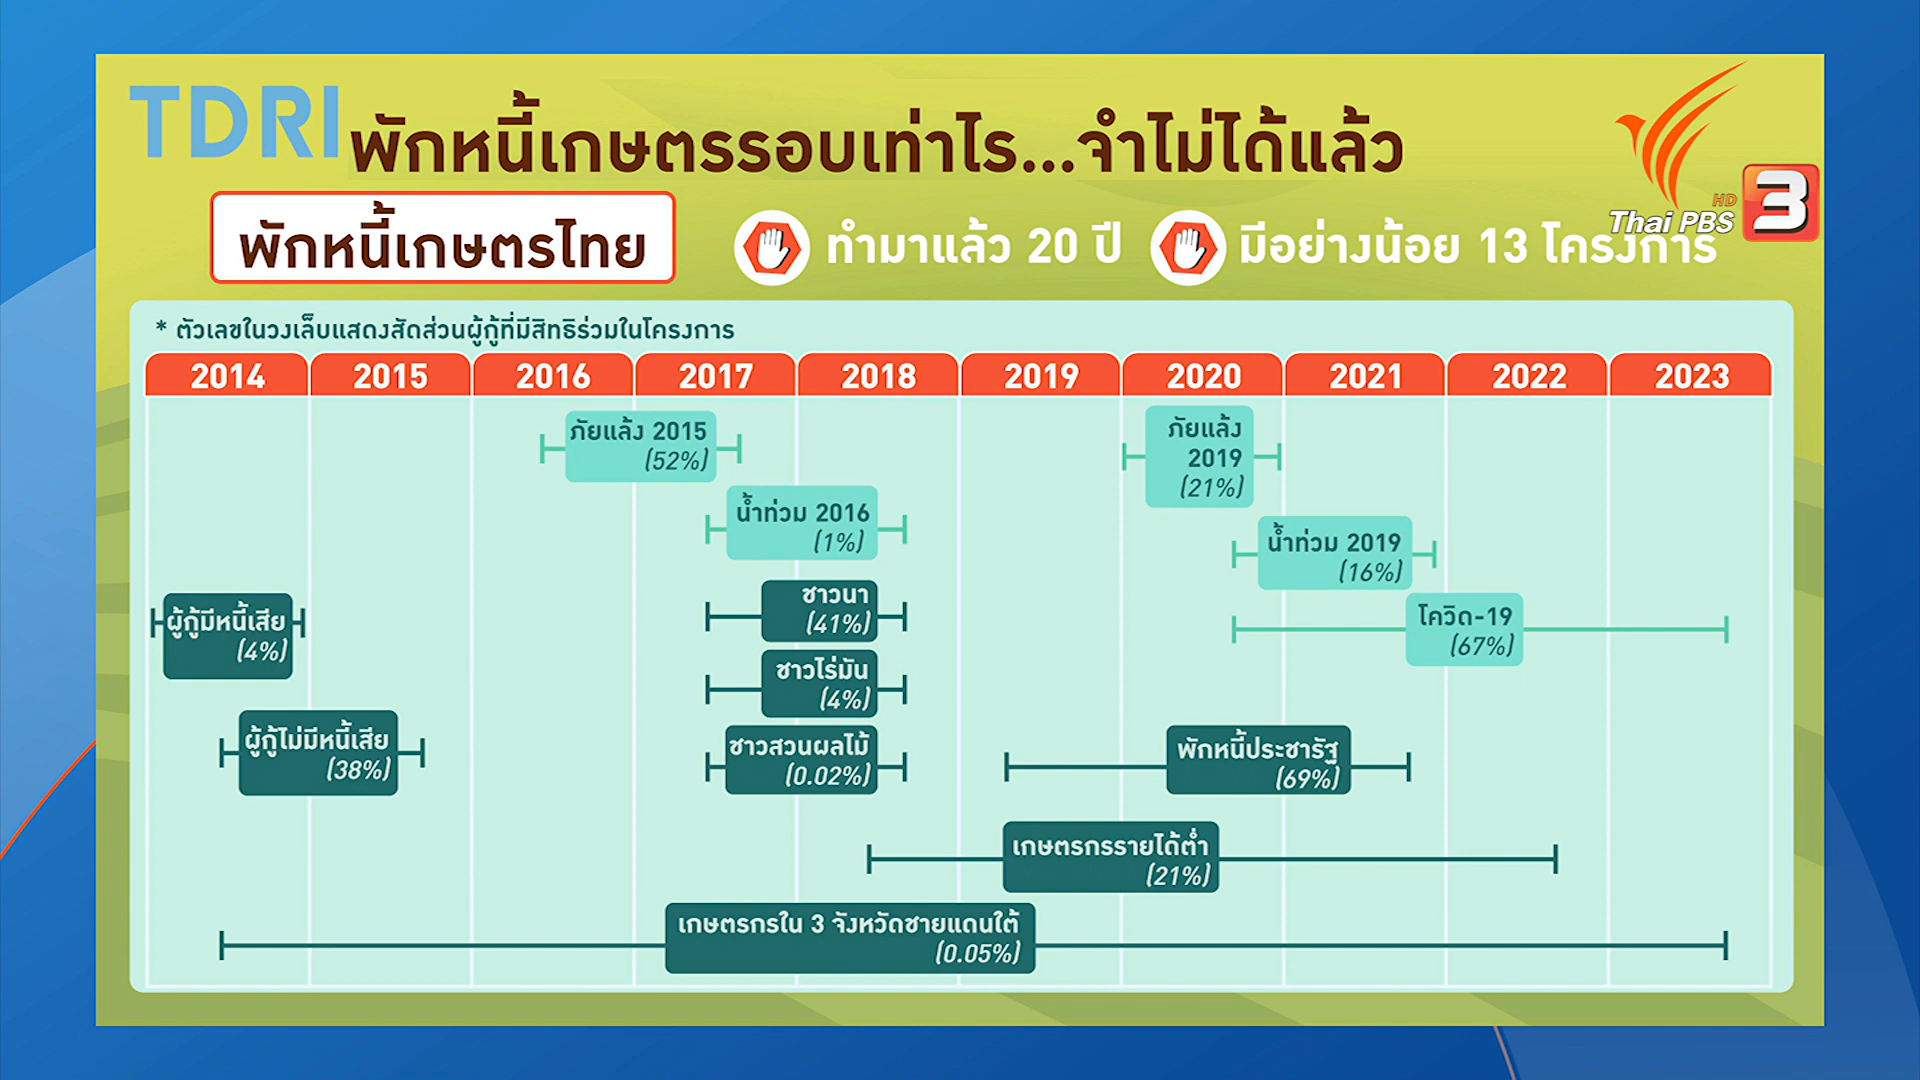 TDRI
พักหนี้เกษตรรอบเท่าไร...จำไม่ได้แล้ว
HD
Thai PBS
3
พักหนี้เกษตรไทย
ทำมาแล้ว 20 ปี
มีอย่างน้อย 13 โครงการ
* ตัวเลขในวงเล็บแสดงสัดส่วนผู้กู้ที่มีสิทธิร่วมในโครงการ
2014 2015 2016 2017 2018 2019 2020 2021 2022 2023
ภัยแล้ง 2015
(52%)
ภัยแล้ง
2019
(21%)
น้ำท่วม 2016
(1%)
น้ำท่วม 2019
(16%)
ผู้กู้มีหนี้เสีย
(4%)
ชาวนา
(41%)
โควิด-19
(67%)
ชาวไร่มัน
(4%)
ผู้กู้ไม่มีหนี้เสีย
(38%)
ชาวสวนผลไม้
(0.02%)
พักหนี้ประชารัฐ
(69%)
เกษตรกรรายได้ต่ำ
(21%)
เกษตรกรใน 3 จังหวัดชายแดนใต้
(0.05%)